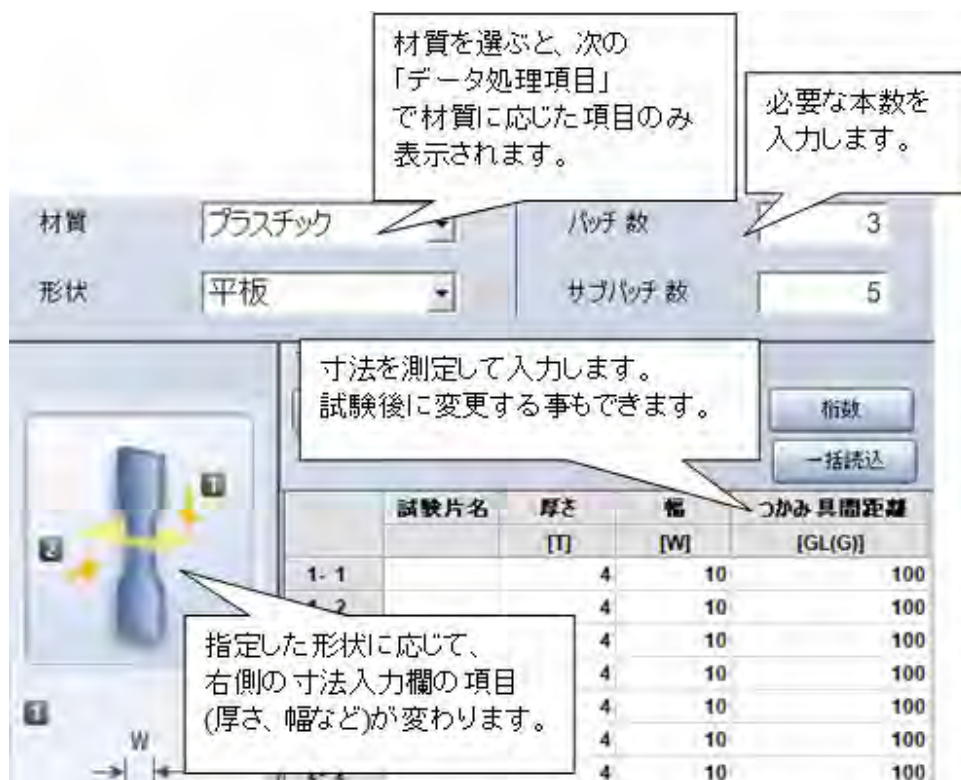 材質を選ぶと、次の
「データ処理項目」
で材質に応じた項目のみ
表示されます。
必要な本数を
入力します。
材質 プラスチック バッチ 数 3
形状 平板 サブバッチ 数 5
寸法を測定して入力します。
試験後に変更する事もできます。
桁数
一括読込
1
2
試験片名 厚さ 幅 つかみ具間距離
[T] [W] [GL(G)]
1- 1 4 10 100
4 10 100
4 10 100
4 10 100
4 10 100
4 10 100
4 10 100
指定した形状に応じて、
右側の寸法入力欄の項目
(厚さ、幅など)が変わります。
1
W